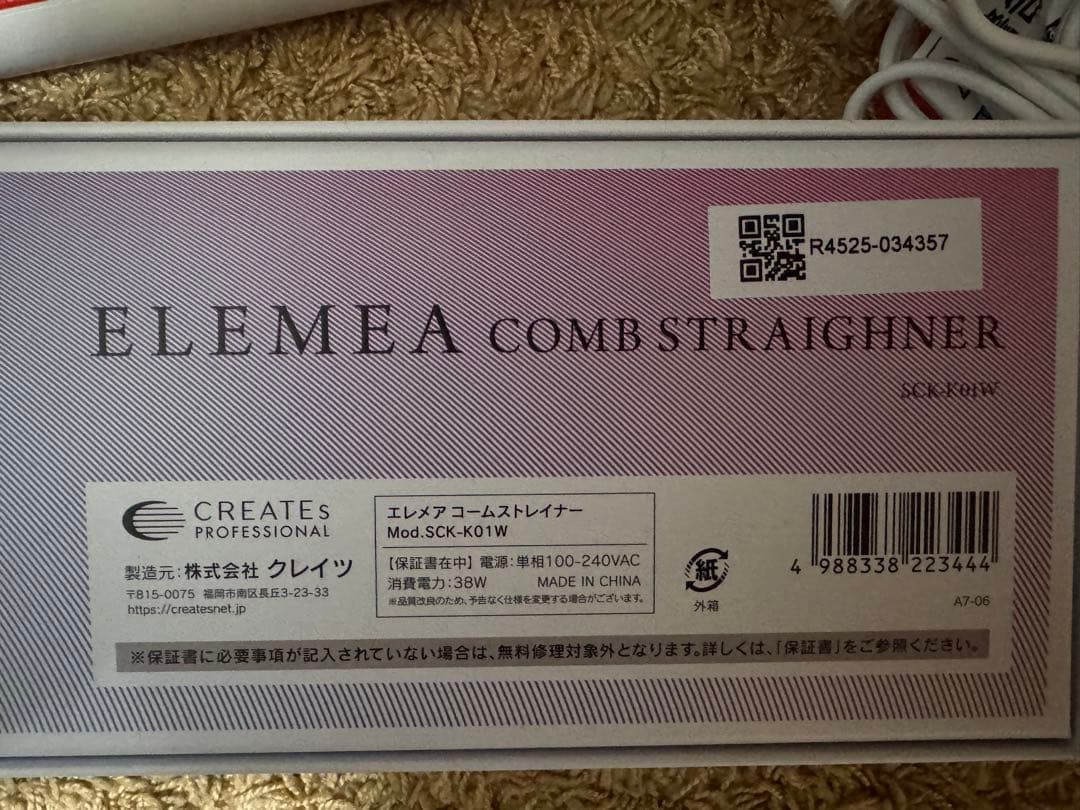 R4525-034357
ELEMEA COMB STRAIGHNER
SCK-K01W
CREATEs
PROFESSIONAL
製造元:株式会社 クレイツ
〒815-0075 福岡市南区長丘3-23-33
https://createsnet.jp
エレメア コームストレイナー
Mod.SCK-K01W
【保証書在中】電源:単相100-240VAC
消費電力:38W MADE IN CHINA
※品質改良のため、予告なく仕様を変更する場合がございます。
紙
外箱
4 988338 223444
A7-06
※保証書に必要事項が記入されていない場合は、無料修理対象外となります。詳しくは、「保証書」をご参照ください。